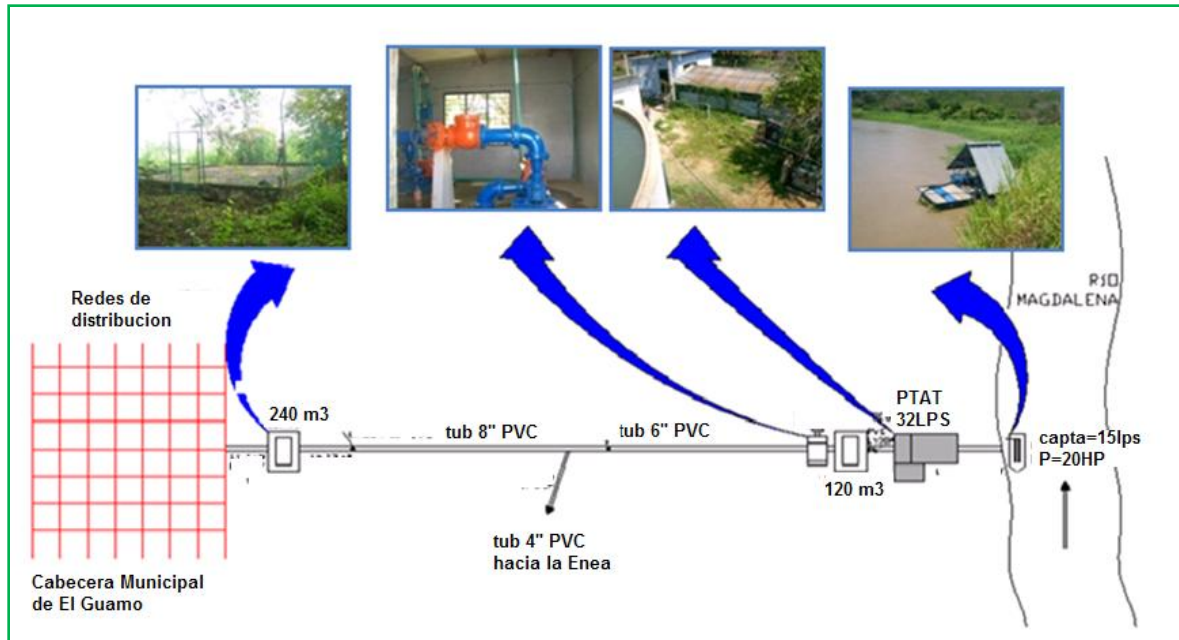 RIO
MAGDALENA
Redes de
distribucion
240 m3
tub 8" PVC
tub 6" PVC
PTAT
32LPS
capta=15lps
P=20HP
120 m3
tub 4" PVC
hacia la Enea
Cabecera Municipal
de El Guamo